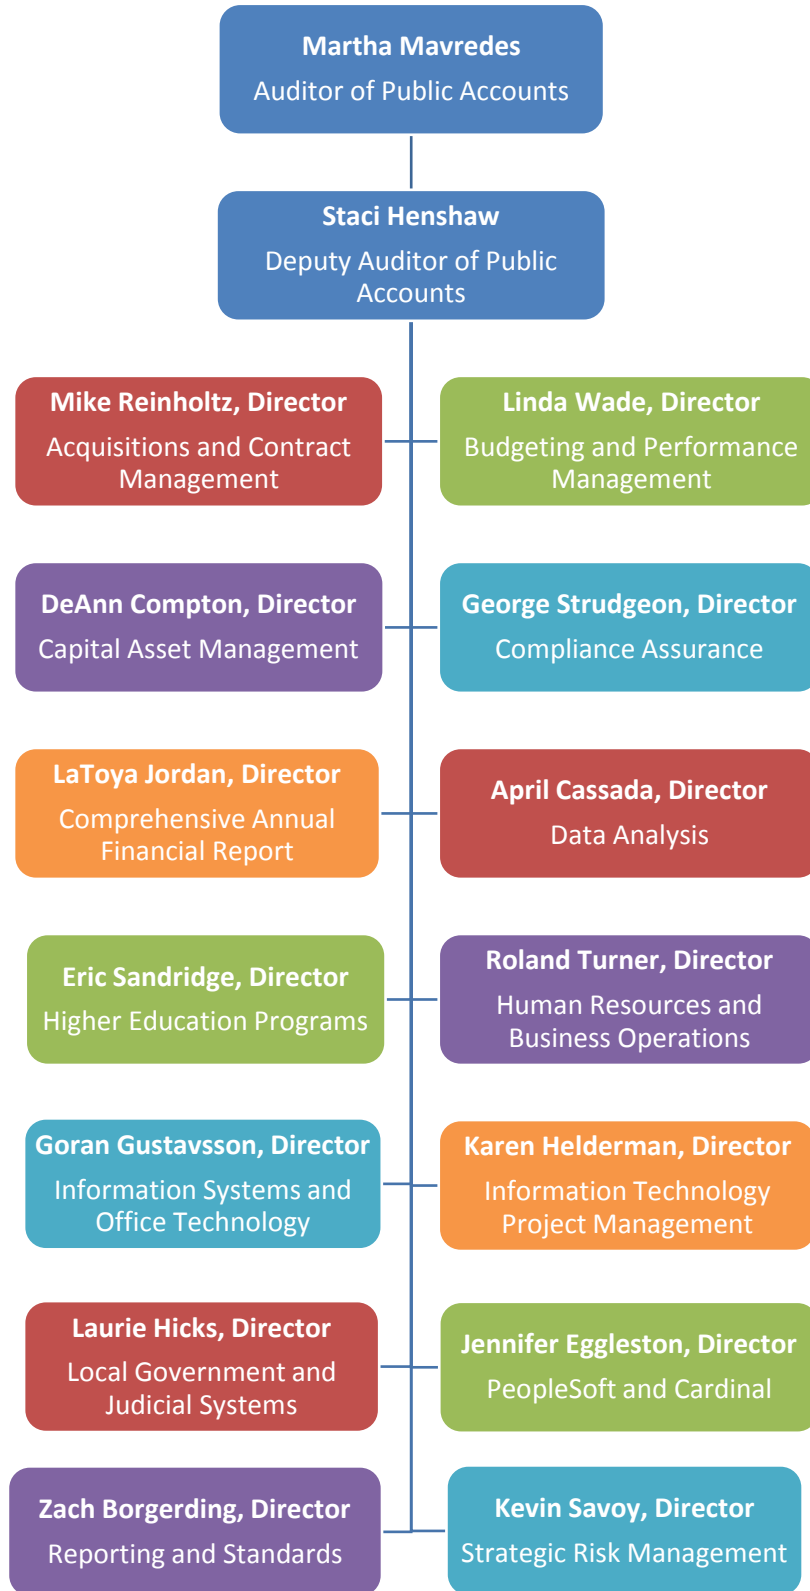 Martha Mavredes
Auditor of Public Accounts
Staci Henshaw
Deputy Auditor of Public
Accounts
Mike Reinholtz, Director
Acquisitions and Contract
Management
Linda Wade, Director
Budgeting and Performance
Management
DeAnn Compton, Director
Capital Asset Management
George Strudgeon, Director
Compliance Assurance
LaToya Jordan, Director
Comprehensive Annual
Financial Report
April Cassada, Director
Data Analysis
Eric Sandridge, Director
Higher Education Programs
Roland Turner, Director
Human Resources and
Business Operations
Goran Gustavsson, Director
Information Systems and
Office Technology
Karen Helderman, Director
Information Technology
Project Management
Laurie Hicks, Director
Local Government and
Judicial Systems
Jennifer Eggleston, Director
PeopleSoft and Cardinal
Zach Borgerding, Director
Reporting and Standards
Kevin Savoy, Director
Strategic Risk Management